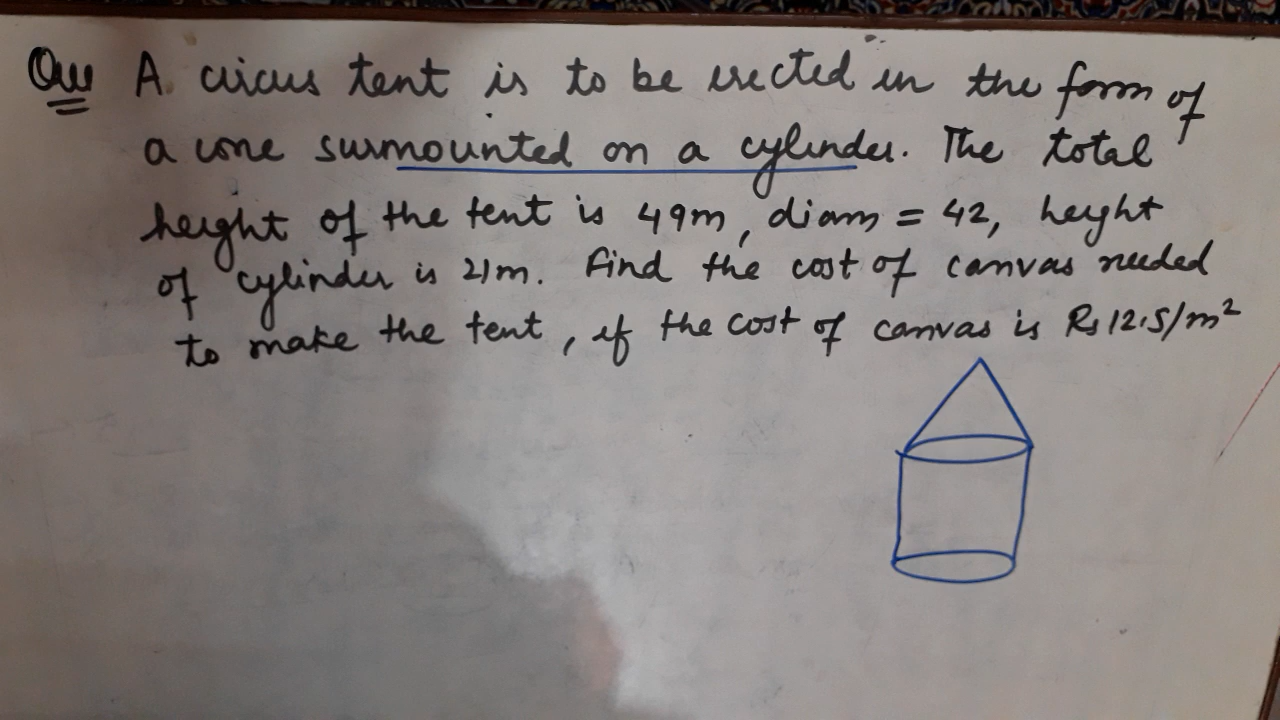 Que A circus tent is to be erected in the form of
a cone surmounted on a cylinder. The total
height of the tent is 49m, diam = 42, height
of cylinder is 21m. Find the cost of canvas needed
to make the tent, if the cost of canvas is Rs 12.5/m²